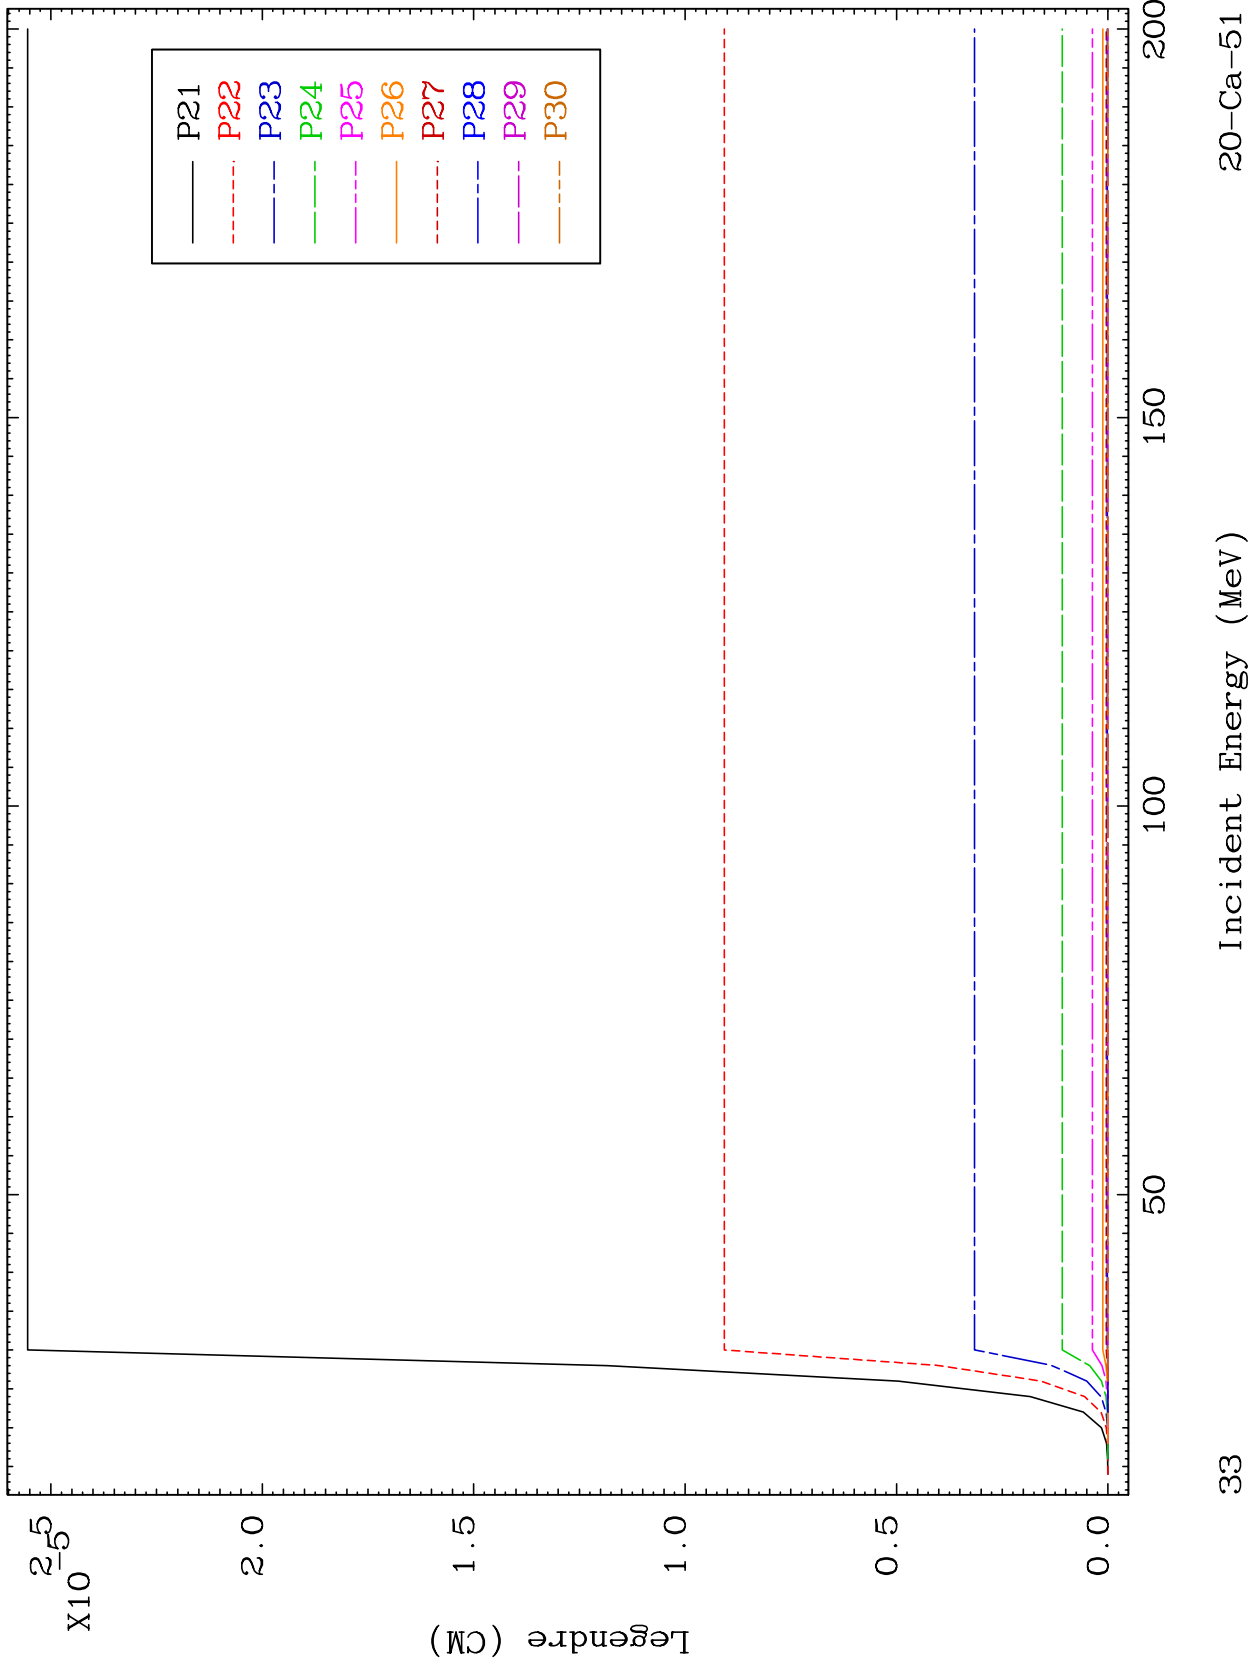 X10
-5
2.5
2.0
1.5
1.0
0.5
0.0
Legendre (CM)
P21
P22
P23
P24
P25
P26
P27
P28
P29
P30
50
100
150
200
Incident Energy (MeV)
33
20-Ca-51